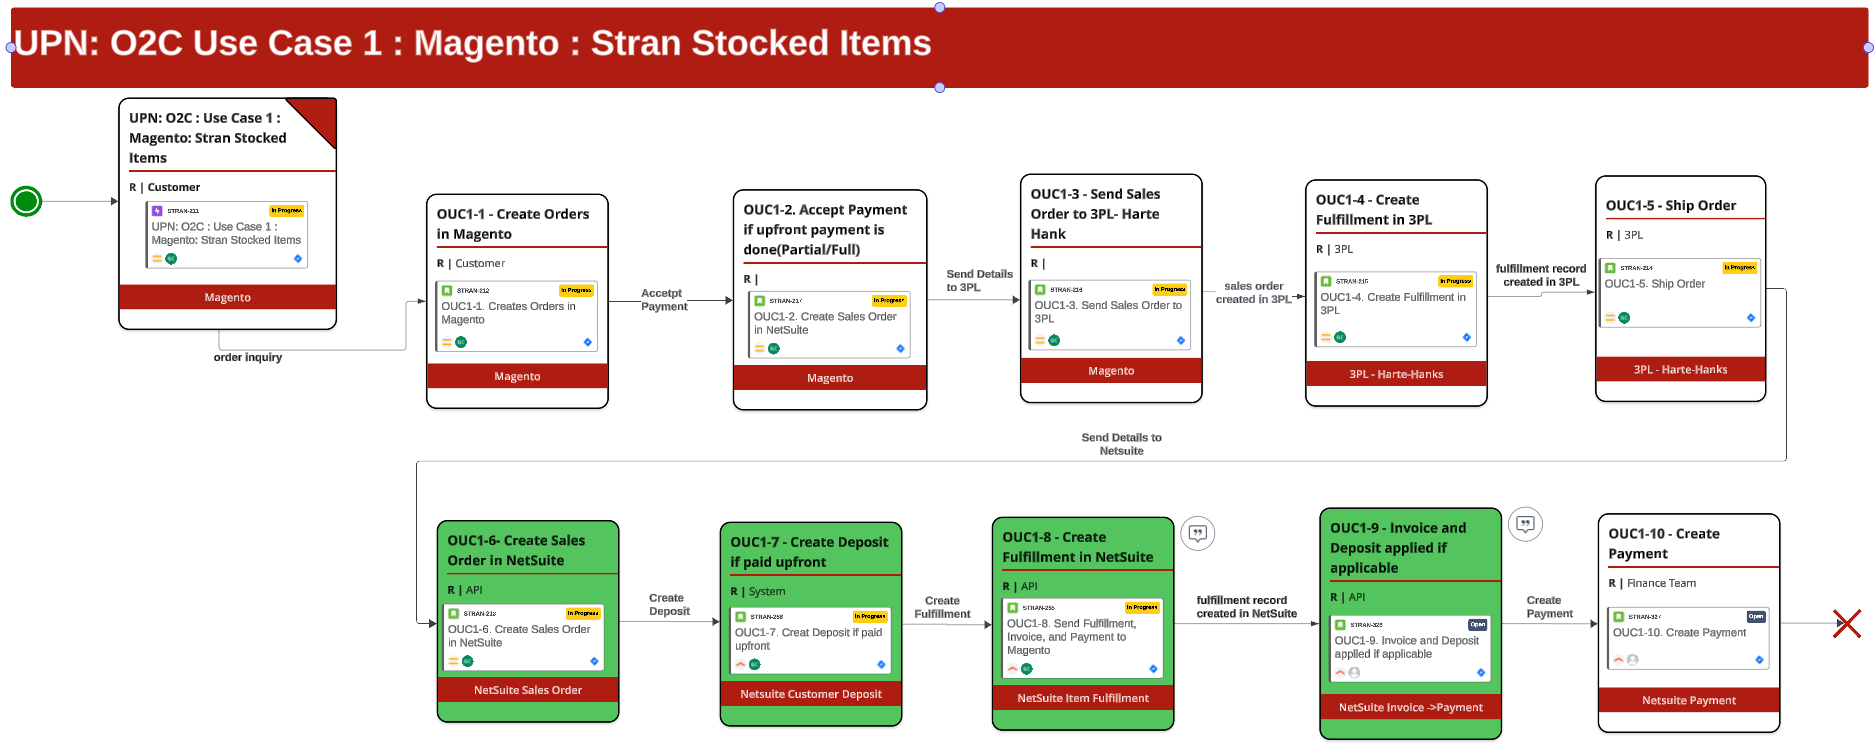 UPN: O2C Use Case 1 : Magento : Stran Stocked Items
UPN: O2C : Use Case 1 :
Magento: Stran Stocked
Items
R | Customer
STRAN-211
In Progress
UPN: O2C : Use Case 1 :
Magento: Stran Stocked Items
Magento
order inquiry
OUC1-1 - Create Orders
in Magento
R | Customer
STRAN-212
In Progress
OUC1-1. Creates Orders in
Magento
Magento
Accetpt
Payment
OUC1-2. Accept Payment
if upfront payment is
done(Partial/Full)
R |
STRAN-217
In Progress
OUC1-2. Create Sales Order
in NetSuite
Magento
Send Details
to 3PL
OUC1-3 - Send Sales
Order to 3PL- Harte
Hank
R |
STRAN-216
In Progress
OUC1-3. Send Sales Order to
3PL
Magento
sales order
created in 3PL
OUC1-4 - Create
Fulfillment in 3PL
R | 3PL
STRAN-215
In Progress
OUC1-4. Create Fulfillment in
3PL
3PL - Harte-Hanks
fulfillment record
created in 3PL
OUC1-5 - Ship Order
R | 3PL
STRAN-214
In Progress
OUC1-5. Ship Order
3PL - Harte-Hanks
Send Details to
Netsuite
OUC1-6- Create Sales
Order in NetSuite
R | API
STRAN-213
In Progress
OUC1-6. Create Sales Order
in NetSuite
NetSuite Sales Order
Create
Deposit
OUC1-7 - Create Deposit
if paid upfront
R | System
In Progress
OUC1-7. Creat Deposit if paid
upfront
Netsuite Customer Deposit
Create
Fulfillment
OUC1-8 - Create
Fulfillment in NetSuite
R | API
In Progress
OUC1-8. Send Fulfillment,
Invoice, and Payment to
Magento
NetSuite Item Fulfillment
fulfillment record
created in NetSuite
OUC1-9 - Invoice and
Deposit applied if
applicable
R | API
Open
OUC1-9. Invoice and Deposit
applied if applicable
NetSuite Invoice ->Payment
Create
Payment
OUC1-10 - Create
Payment
R | Finance Team
Open
OUC1-10. Create Payment
Netsuite Payment